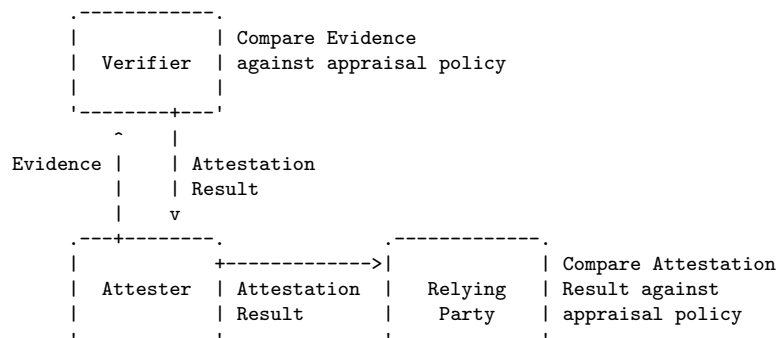 Compare Evidence
Verifier against appraisal policy
Evidence Attestation
Result
Compare Attestation
Attester Attestation Relying Result against
Result Party appraisal policy